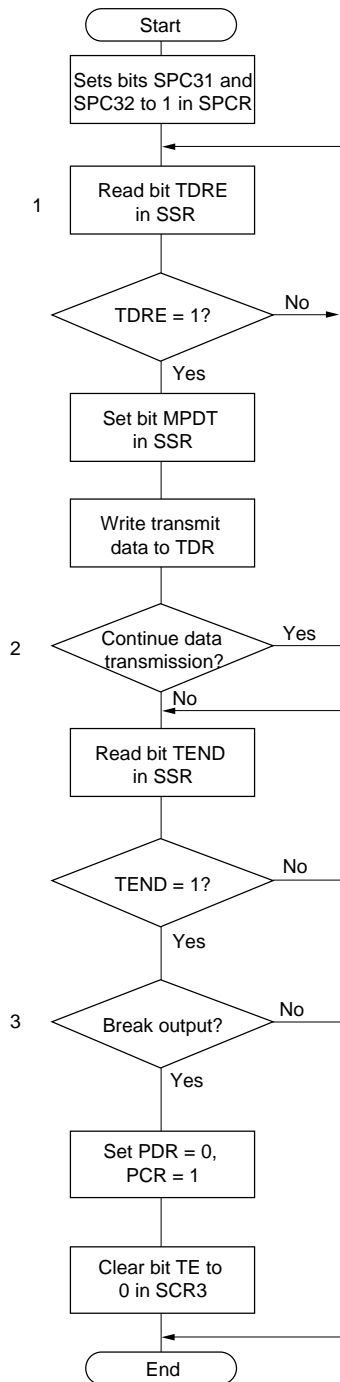 Start
Sets bits SPC31 and
SPC32 to 1 in SPCR
1
Read bit TDRE
in SSR
TDRE = 1?
No
Yes
Set bit MPDT
in SSR
Write transmit
data to TDR
2
Continue data
transmission?
Yes
No
Read bit TEND
in SSR
TEND = 1?
No
Yes
3
Break output?
No
Yes
Set PDR = 0,
PCR = 1
Clear bit TE to
0 in SCR3
End